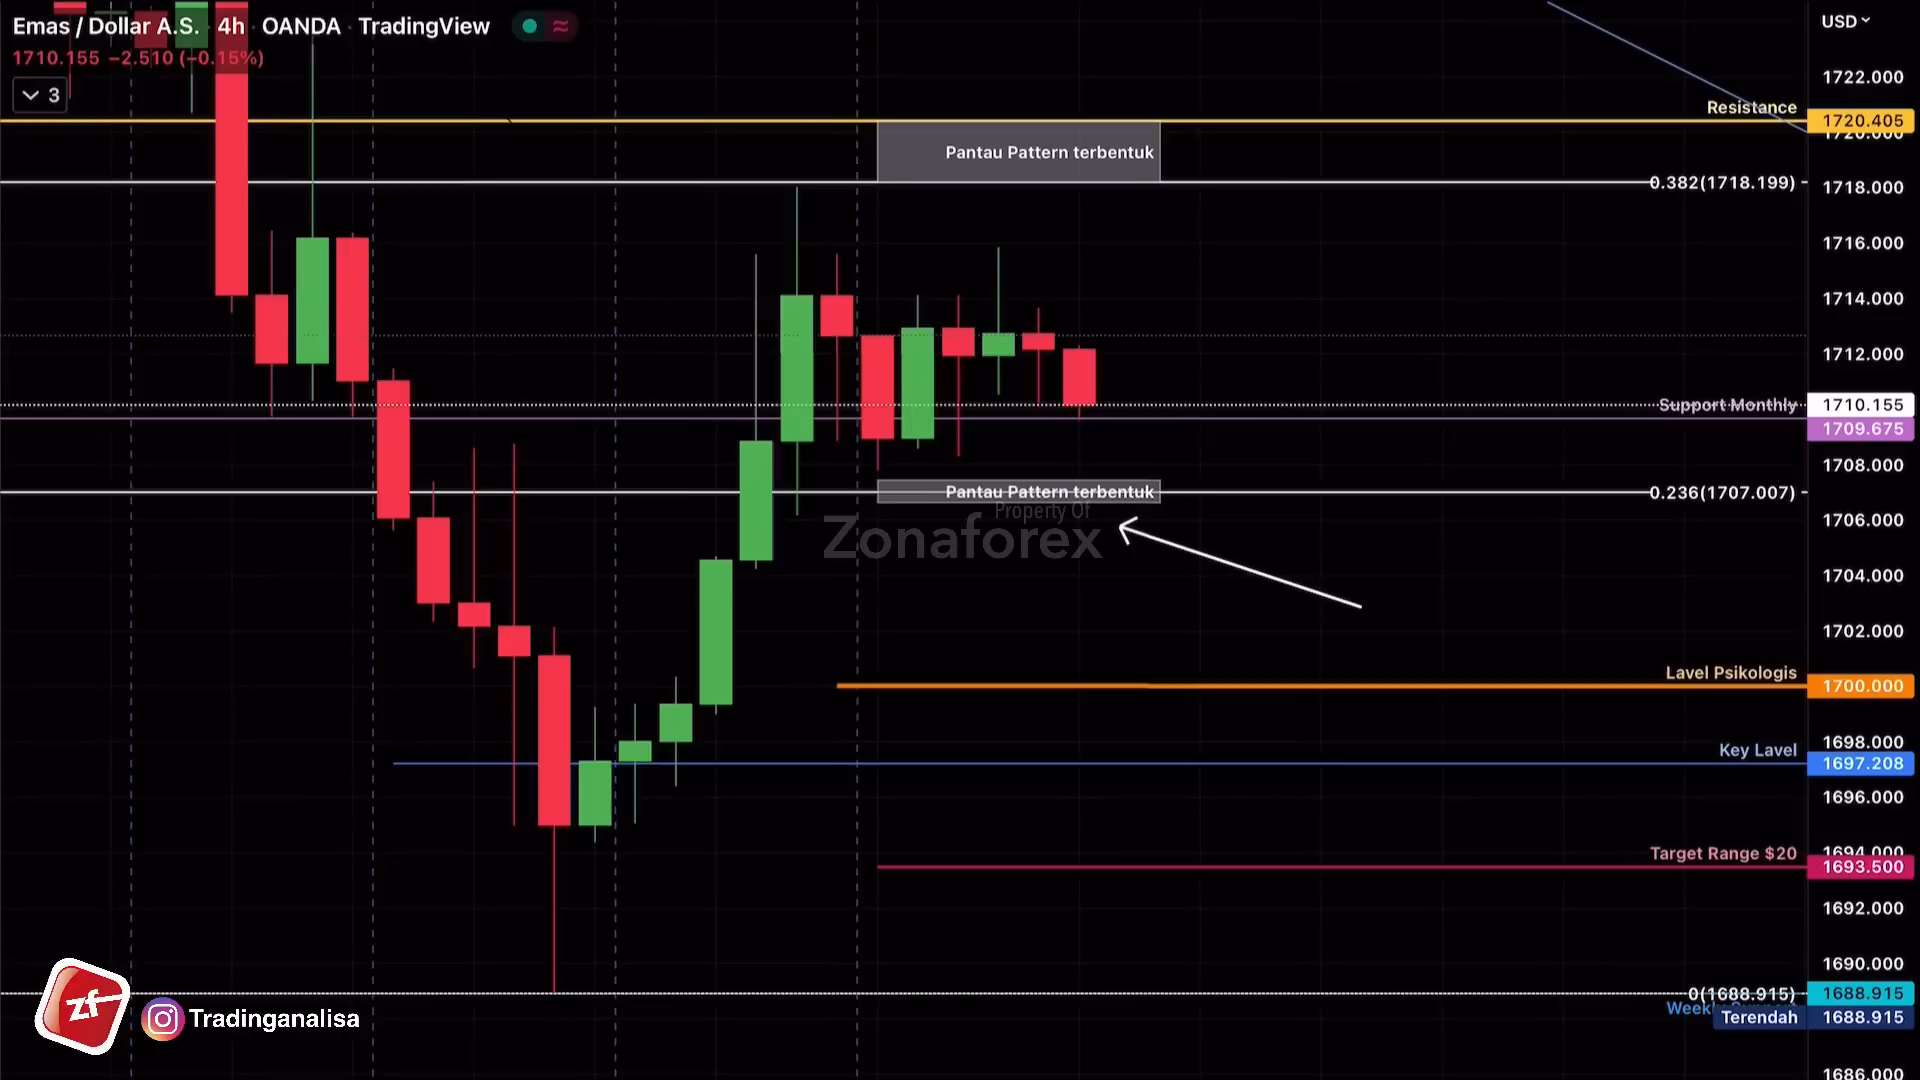 Emas / Dollar A.S. 4h OANDA TradingView
1710.155 −2.510 (−0.15%)
3
USD
1722.000
Resistance
1720.405
1720.000
Pantau Pattern terbentuk
0.382(1718.199)
1718.000
1716.000
1714.000
1712.000
Support Monthly
1710.155
1709.675
1708.000
Pantau Pattern terbentuk
0.236(1707.007)
Property Of
Zonaforex
1706.000
1704.000
1702.000
Lavel Psikologis
1700.000
1698.000
Key Lavel
1697.208
1696.000
1694.000
Target Range $20
1693.500
1692.000
1690.000
0(1688.915)
1688.915
Terendah
1688.915
1686.000
zf
Tradinganalisa